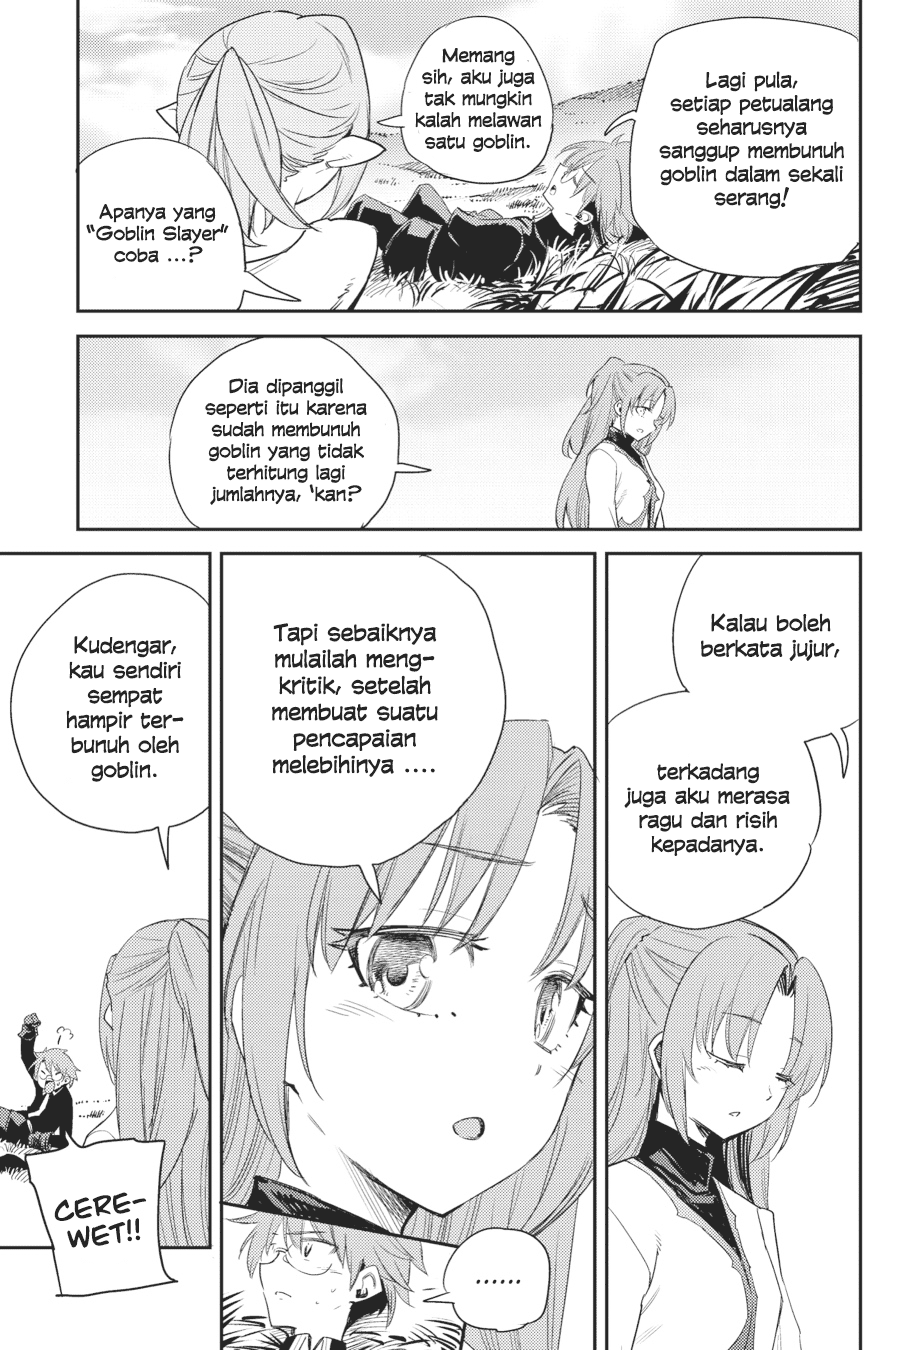 Lagi pula,
setiap petualang
seharusnya
sanggup membunuh
goblin dalam sekali
serang!
Memang
sih, aku juga
tak mungkin
kalah melawan
satu goblin.
Apanya yang
"Goblin Slayer"
coba ...?
Dia dipanggil
seperti itu karena
sudah membunuh
goblin yang tidak
terhitung lagi
jumlahnya, 'kan?
Kalau boleh
berkata jujur,
terkadang
juga aku merasa
ragu dan risih
kepadanya.
Tapi sebaiknya
mulailah meng-
kritik, setelah
membuat suatu
pencapaian
melebihinya ....
......
Kudengar,
kau sendiri
sempat
hampir ter-
bunuh oleh
goblin.
CERE-
WET!!